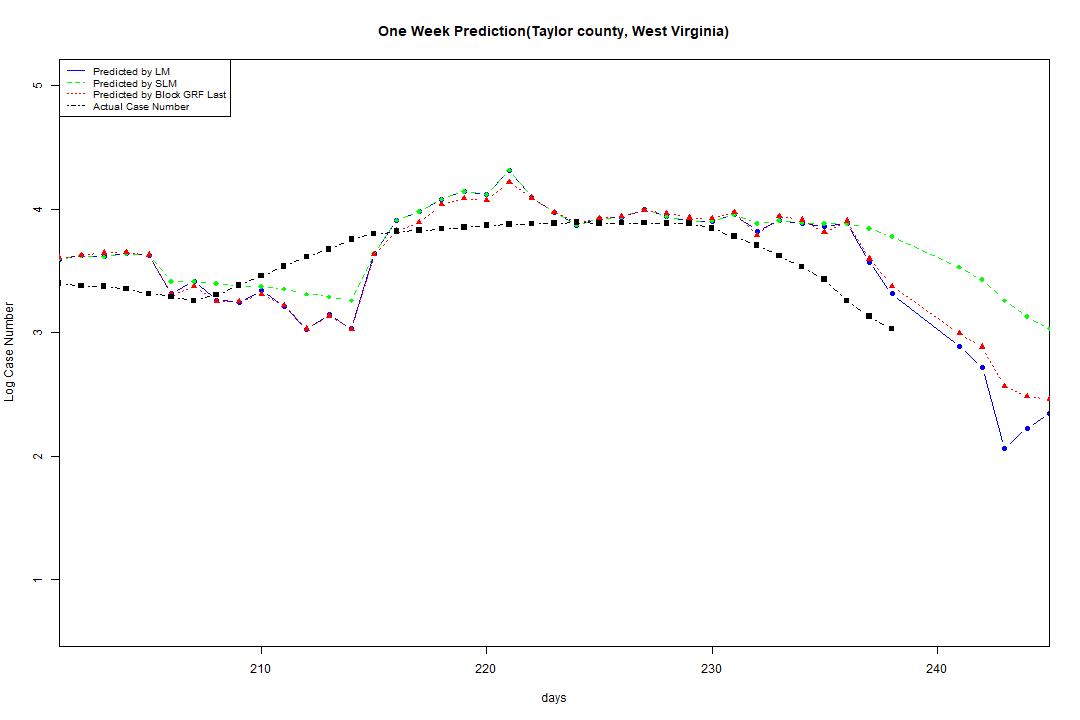 One Week Prediction(Taylor county, West Virginia)
Predicted by LM
Predicted by SLM
Predicted by Block GRF Last
Actual Case Number
5
4
3
2
1
Log Case Number
210 220 230 240
days